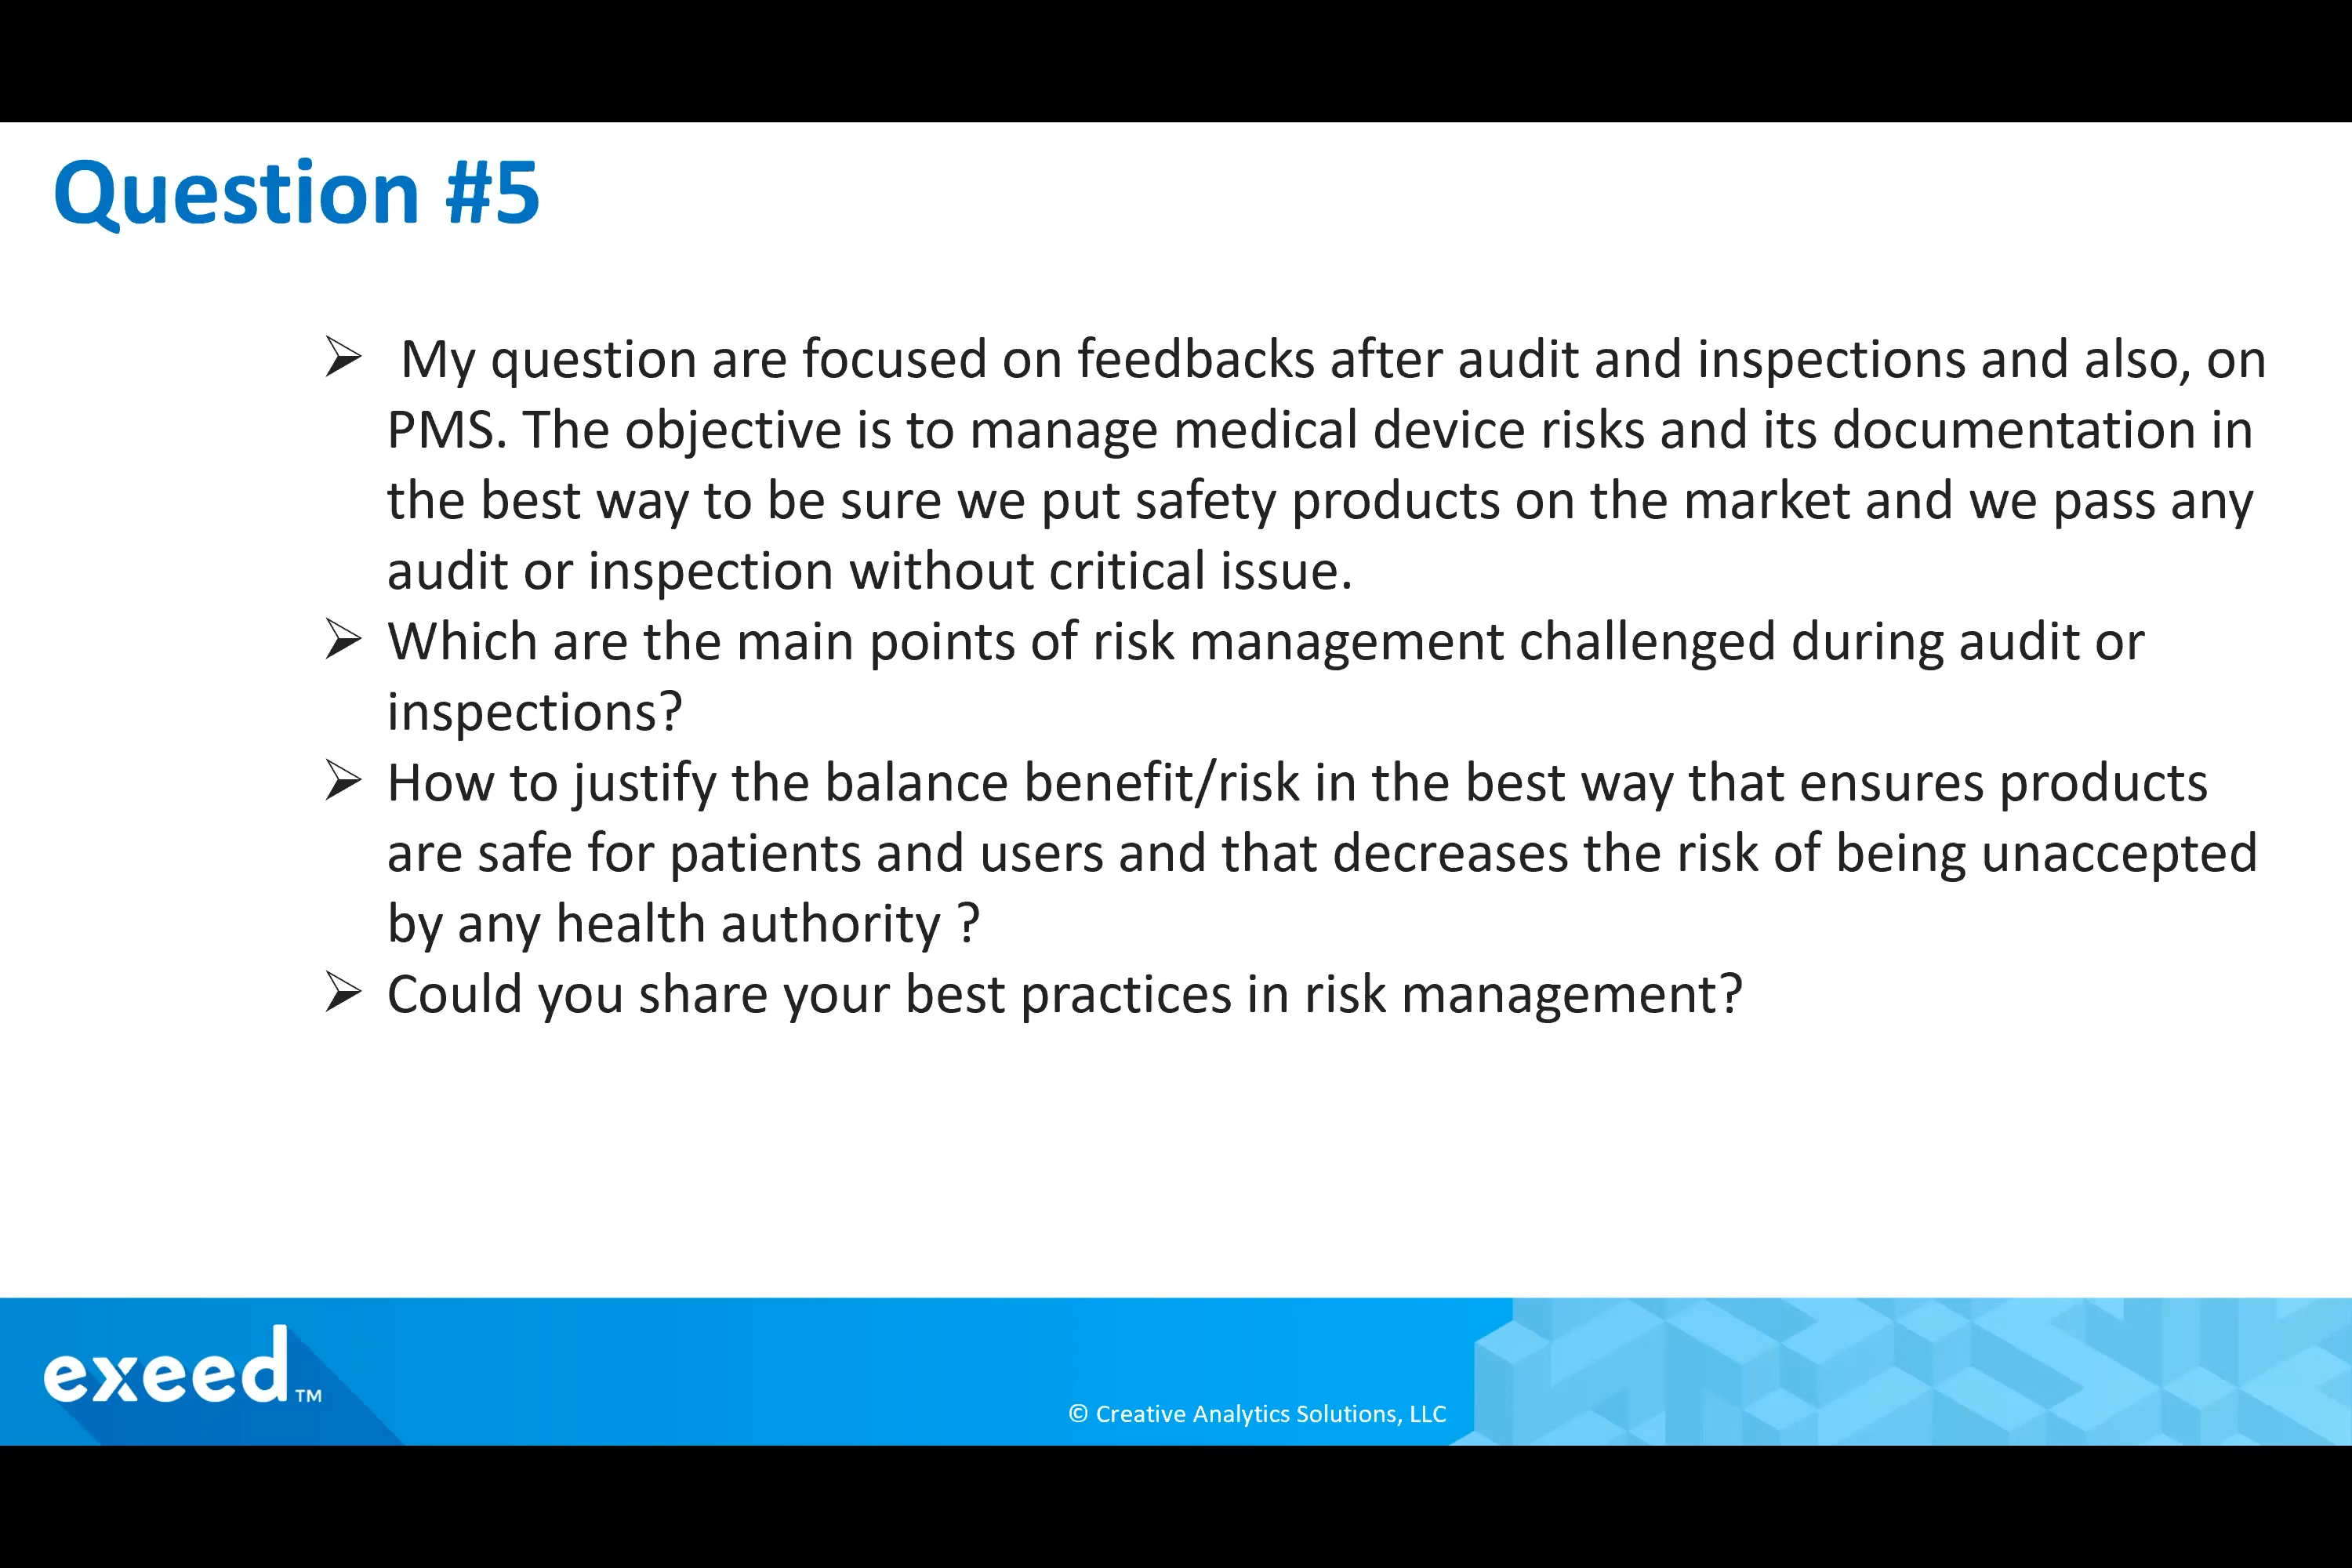 Question #5
➢ My question are focused on feedbacks after audit and inspections and also, on
PMS. The objective is to manage medical device risks and its documentation in
the best way to be sure we put safety products on the market and we pass any
audit or inspection without critical issue.
➢ Which are the main points of risk management challenged during audit or
inspections?
➢ How to justify the balance benefit/risk in the best way that ensures products
are safe for patients and users and that decreases the risk of being unaccepted
by any health authority ?
➢ Could you share your best practices in risk management?
exeed™
© Creative Analytics Solutions, LLC